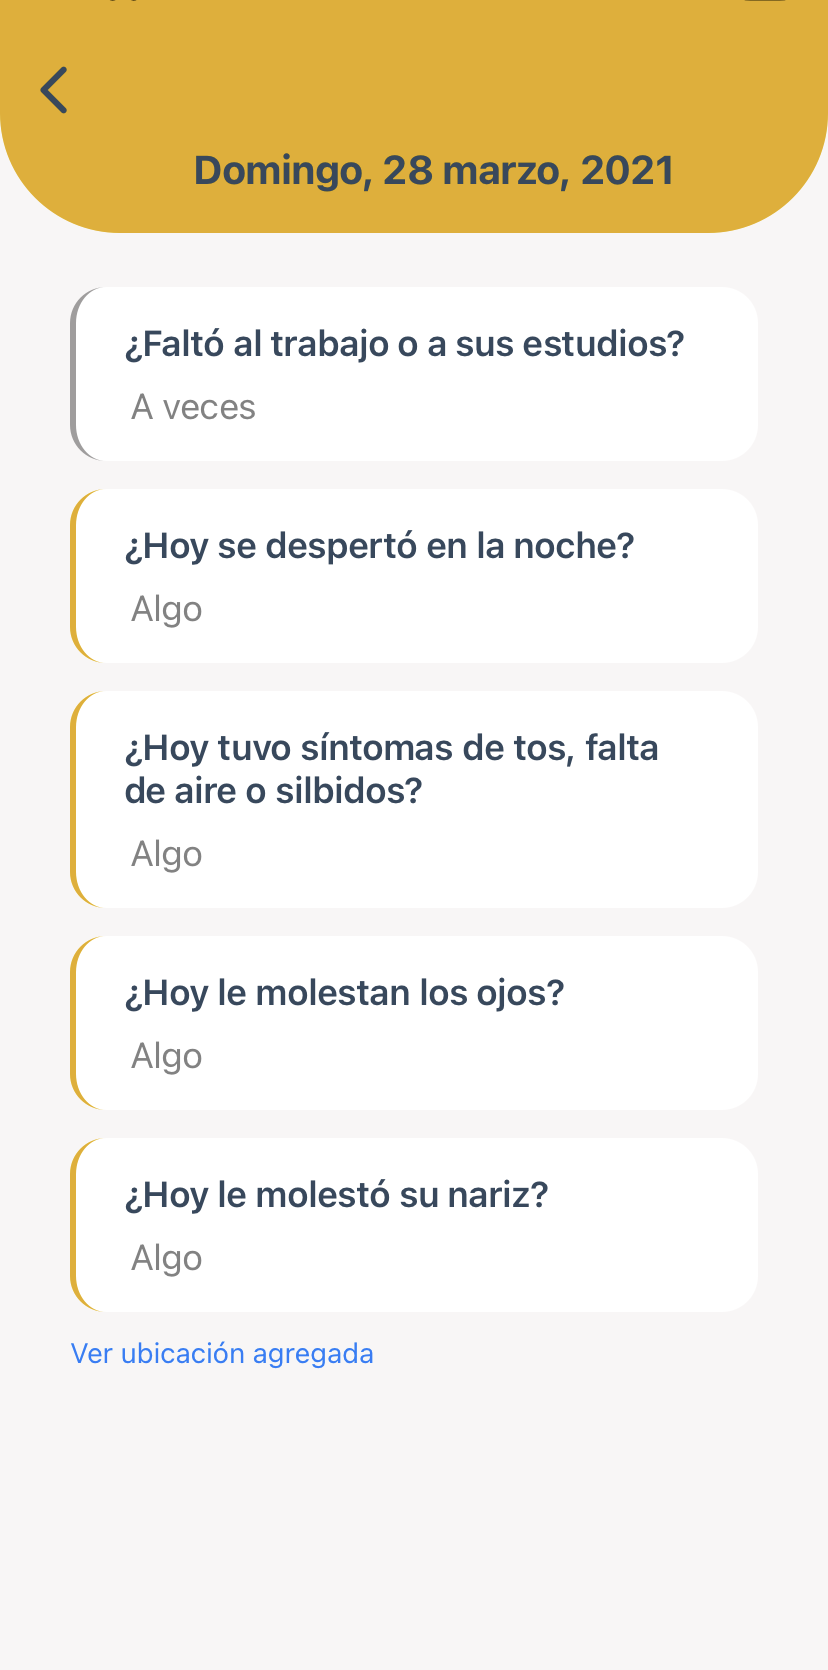 Domingo, 28 marzo, 2021
¿Faltó al trabajo o a sus estudios?
A veces
¿Hoy se despertó en la noche?
Algo
¿Hoy tuvo síntomas de tos, falta
de aire o silbidos?
Algo
¿Hoy le molestan los ojos?
Algo
¿Hoy le molestó su nariz?
Algo
Ver ubicación agregada